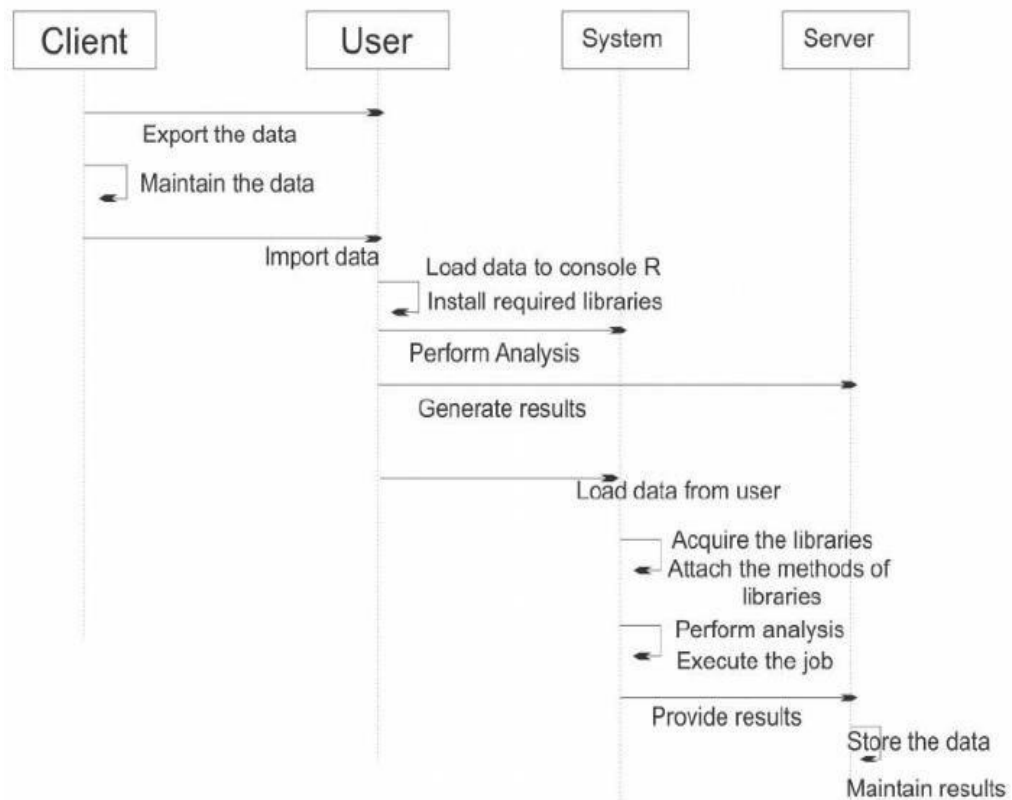 Client
User
System
Server
Export the data
Maintain the data
Import data
Load data to console R
Install required libraries
Perform Analysis
Generate results
Load data from user
Acquire the libraries
Attach the methods of
libraries
Perform analysis
Execute the job
Provide results
Store the data
Maintain results